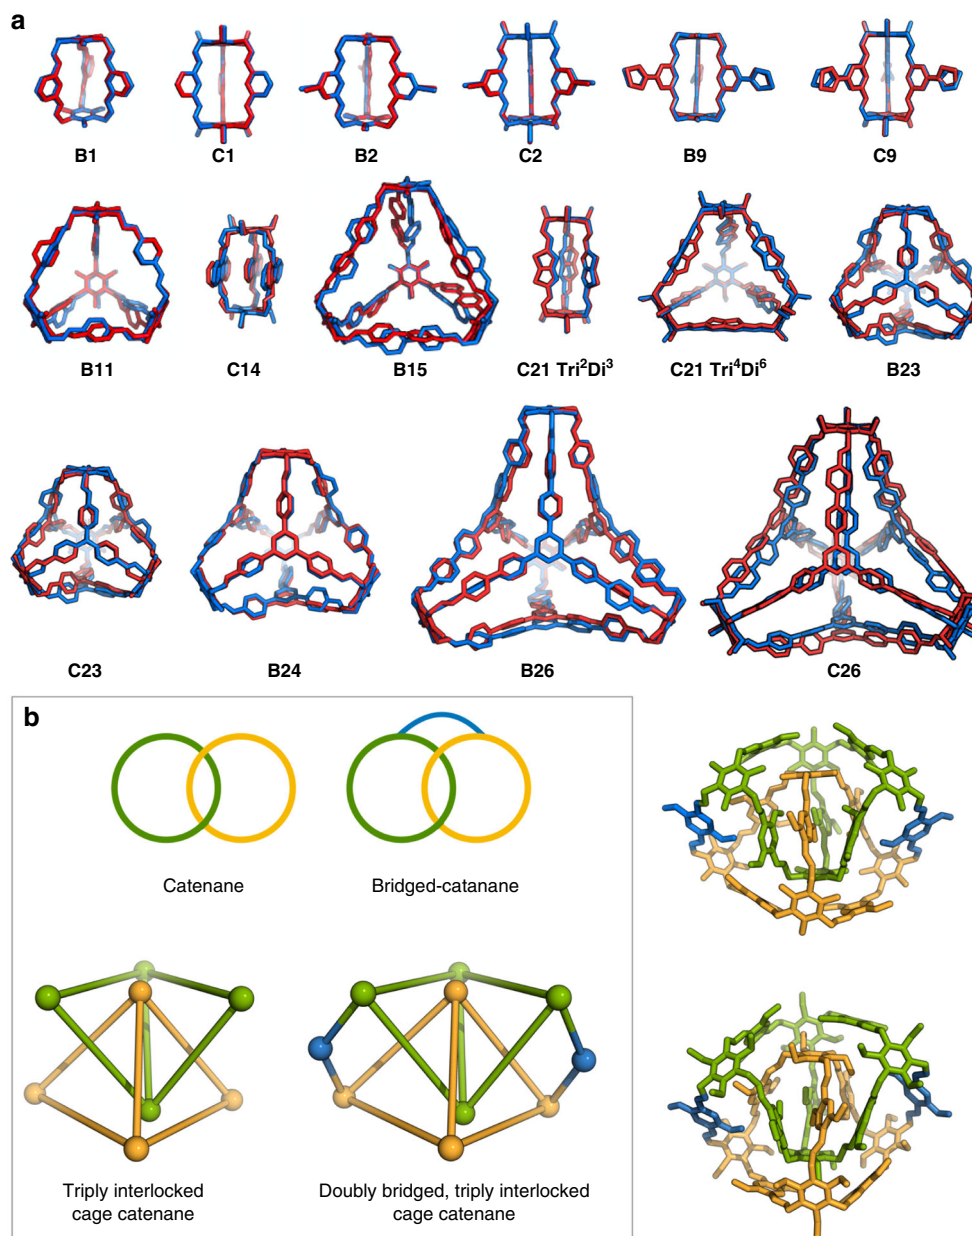 a
B1 C1 B2 C2 B9 C9
B11 C14 B15 C21 Tri²Di³ C21 Tri⁴Di⁶ B23
C23 B24 B26 C26
b
Catenane Bridged-catanane
Triply interlocked
cage catenane
Doubly bridged, triply interlocked
cage catenane